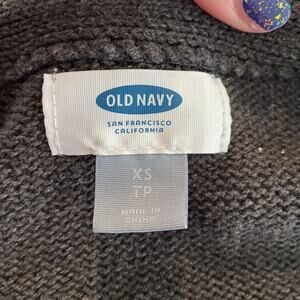 OLD NAVY
SAN FRANCISCO
CALIFORNIA
XS
TP
MADE IN
CHINA